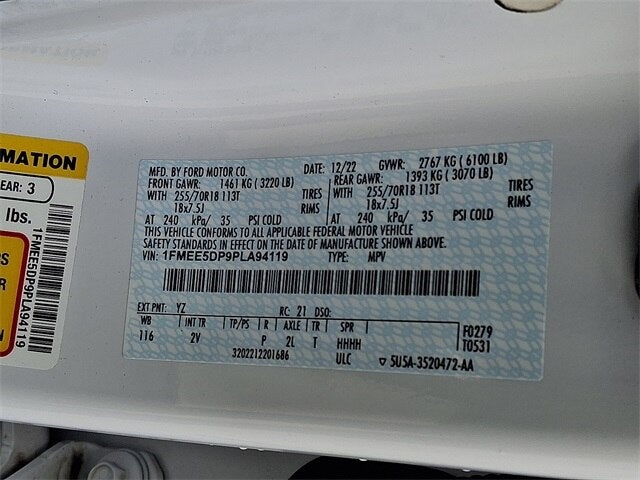 MATION
EAR: 3
lbs.
1FMEE5DP9PLA94119
MFD. BY FORD MOTOR CO.
DATE: 12/22 GVWR: 2767 KG ( 6100 LB)
FRONT GAWR: 1461 KG ( 3220 LB)
REAR GAWR: 1393 KG ( 3070 LB)
WITH 255/70R18 113T TIRES
WITH 255/70R18 113T TIRES
18x7.5J RIMS
18x7.5J RIMS
AT 240 kPa/ 35 PSI COLD
AT 240 kPa/ 35 PSI COLD
THIS VEHICLE CONFORMS TO ALL APPLICABLE FEDERAL MOTOR VEHICLE
SAFETY STANDARDS IN EFFECT ON THE DATE OF MANUFACTURE SHOWN ABOVE.
VIN: 1FMEE5DP9PLA94119 TYPE: MPV
EXT PNT: YZ RC: 21 DSO:
WB INT TR TP/PS R AXLE TR SPR F0279
116 2V P 2L T HHHH T0531
3202212201686 ULC ▽ SUSA-3520472-AA